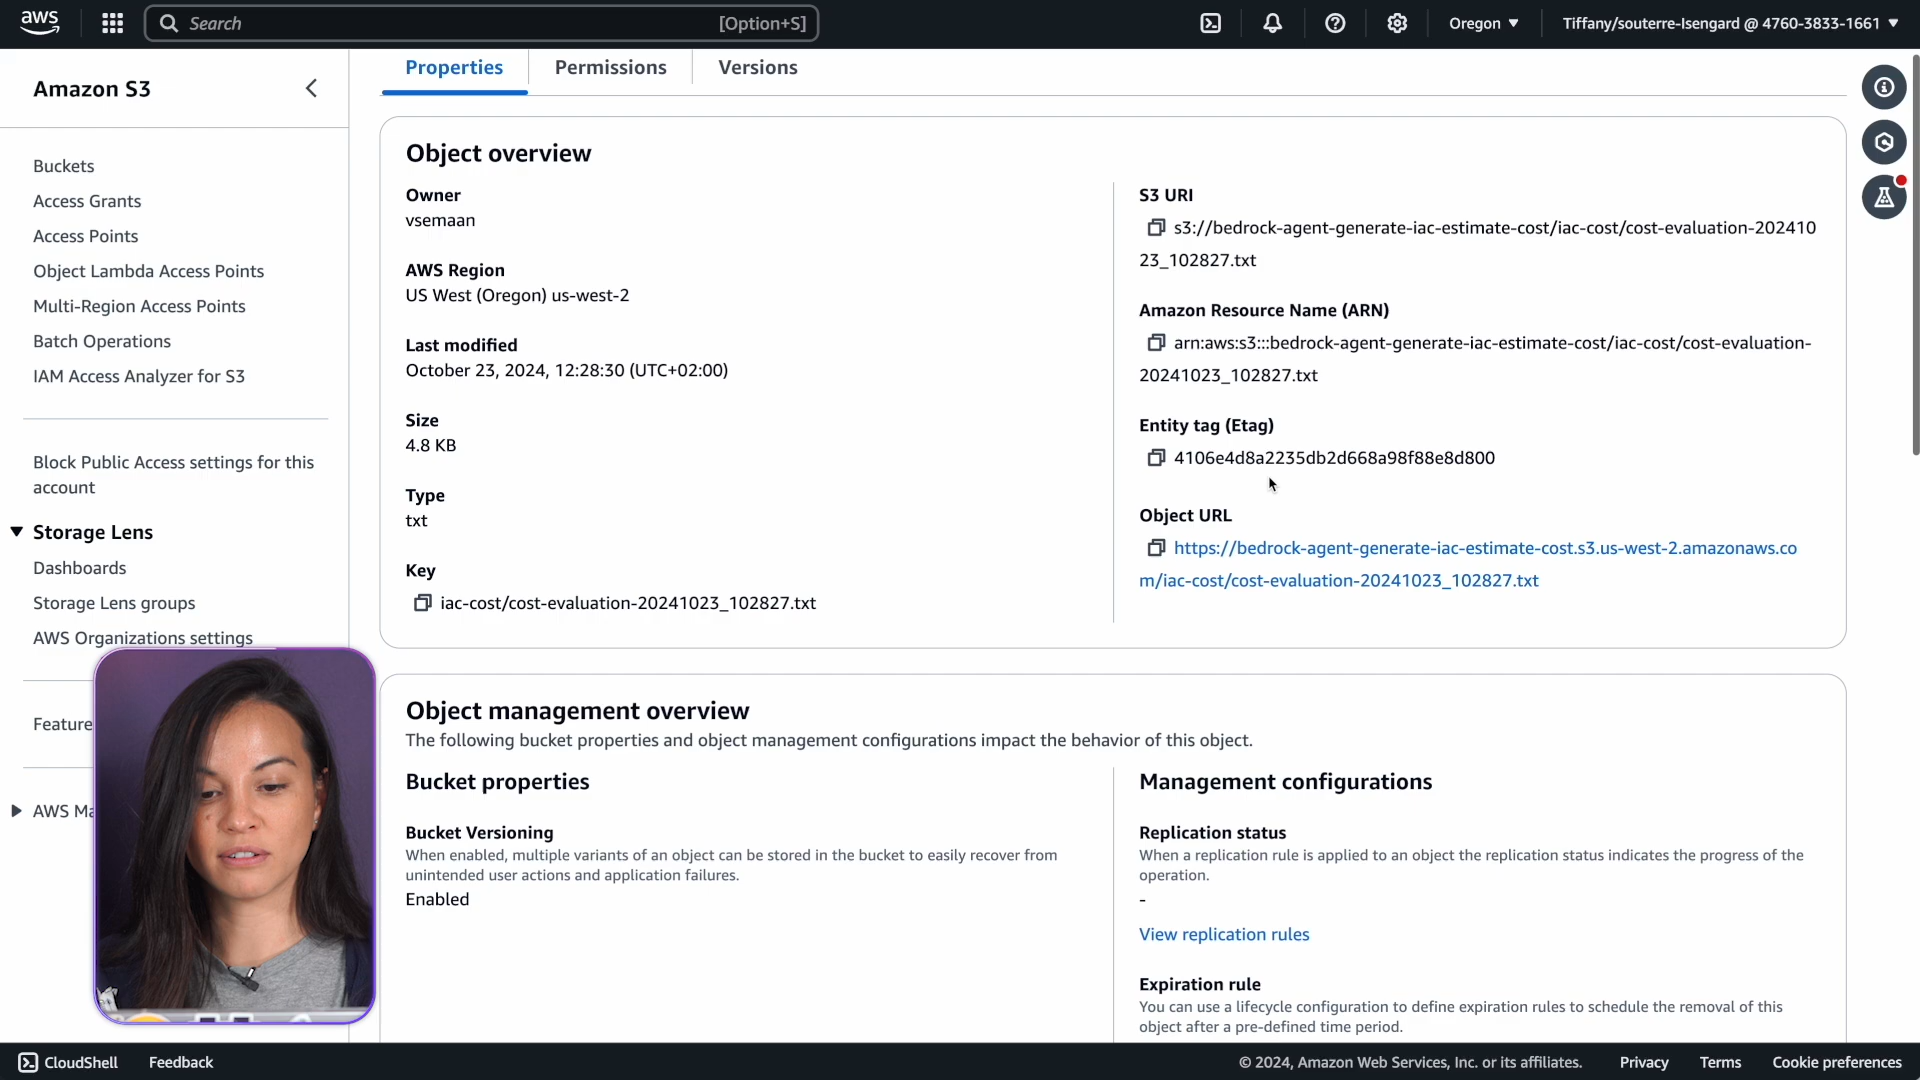 aws
Search
[Option+S]
Oregon
Tiffany/souterre-Isengard @ 4760-3833-1661
Amazon S3
Buckets
Access Grants
Access Points
Object Lambda Access Points
Multi-Region Access Points
Batch Operations
IAM Access Analyzer for S3
Block Public Access settings for this
account
Storage Lens
Dashboards
Storage Lens groups
AWS Organizations settings
Feature
AWS Ma
Properties
Permissions
Versions
Object overview
Owner
vsemaan
AWS Region
US West (Oregon) us-west-2
Last modified
October 23, 2024, 12:28:30 (UTC+02:00)
Size
4.8 KB
Type
txt
Key
iac-cost/cost-evaluation-20241023_102827.txt
S3 URI
s3://bedrock-agent-generate-iac-estimate-cost/iac-cost/cost-evaluation-202410
23_102827.txt
Amazon Resource Name (ARN)
arn:aws:s3:::bedrock-agent-generate-iac-estimate-cost/iac-cost/cost-evaluation-
20241023_102827.txt
Entity tag (Etag)
4106e4d8a2235db2d668a98f88e8d800
Object URL
https://bedrock-agent-generate-iac-estimate-cost.s3.us-west-2.amazonaws.co
m/iac-cost/cost-evaluation-20241023_102827.txt
Object management overview
The following bucket properties and object management configurations impact the behavior of this object.
Bucket properties
Bucket Versioning
When enabled, multiple variants of an object can be stored in the bucket to easily recover from
unintended user actions and application failures.
Enabled
Management configurations
Replication status
When a replication rule is applied to an object the replication status indicates the progress of the
operation.
-
View replication rules
Expiration rule
You can use a lifecycle configuration to define expiration rules to schedule the removal of this
object after a pre-defined time period.
CloudShell
Feedback
© 2024, Amazon Web Services, Inc. or its affiliates.
Privacy
Terms
Cookie preferences